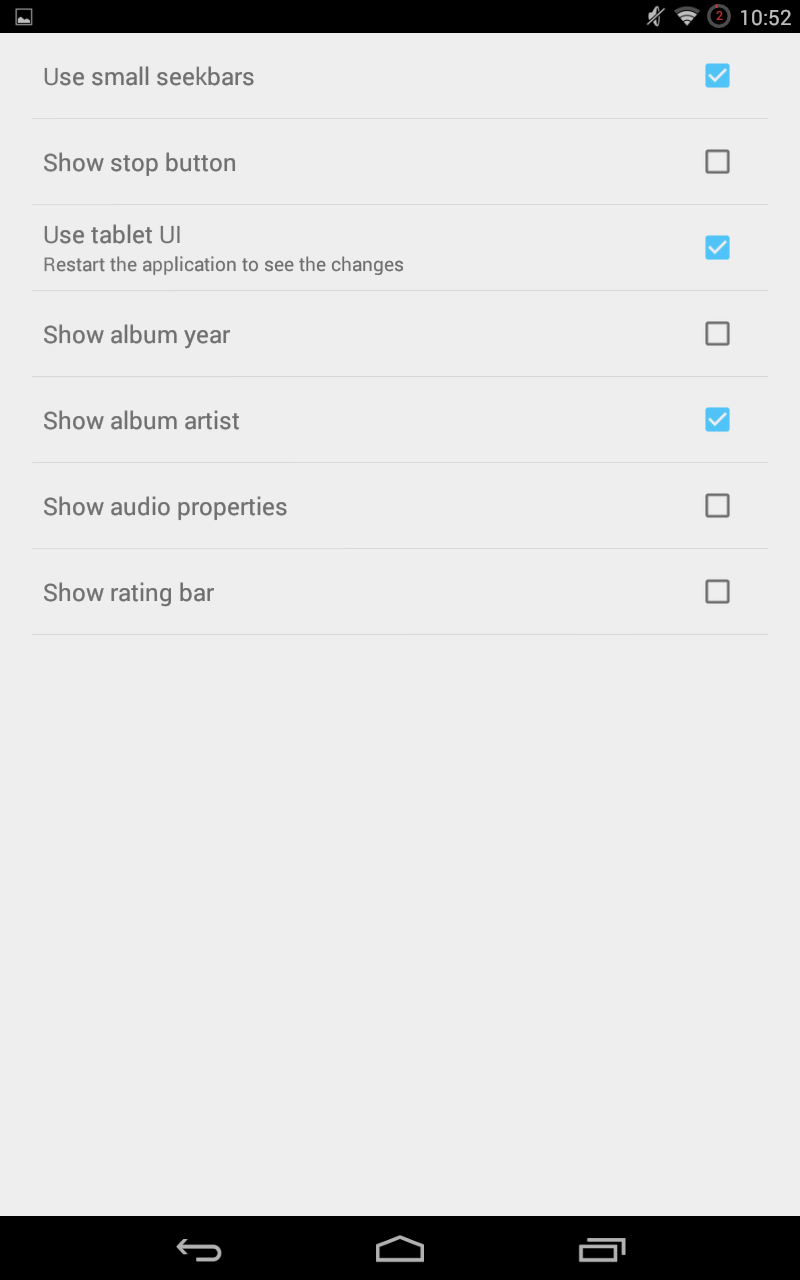 2 10:52
Use small seekbars
Show stop button
Use tablet UI
Restart the application to see the changes
Show album year
Show album artist
Show audio properties
Show rating bar